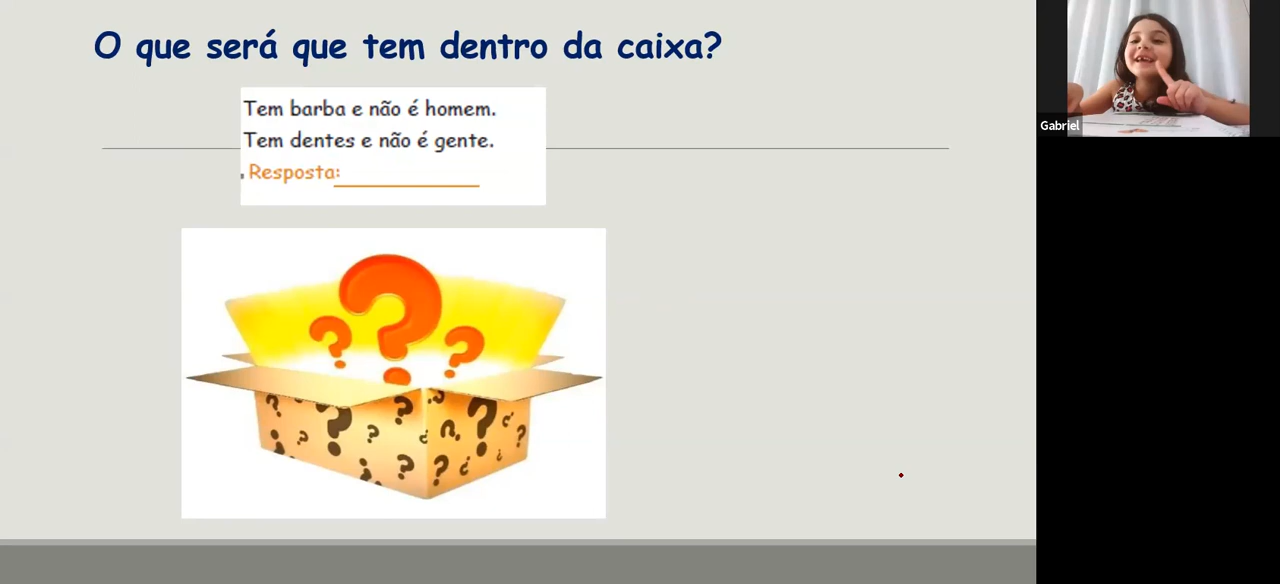 O que será que tem dentro da caixa?
Tem barba e não é homem.
Tem dentes e não é gente.
Resposta:
Gabriel